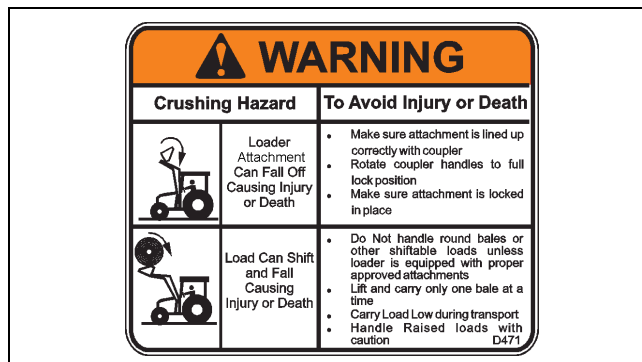 WARNING
Crushing Hazard
To Avoid Injury or Death
Loader
Attachment
Can Fall Off
Causing Injury
or Death
• Make sure attachment is lined up
correctly with coupler
• Rotate coupler handles to full
lock position
• Make sure attachment is locked
in place
Load Can Shift
and Fall
Causing
Injury or Death
• Do Not handle round bales or
other shiftable loads unless
loader is equipped with proper
approved attachments
• Lift and carry only one bale at a
time
• Carry Load Low during transport
• Handle Raised loads with
caution D471